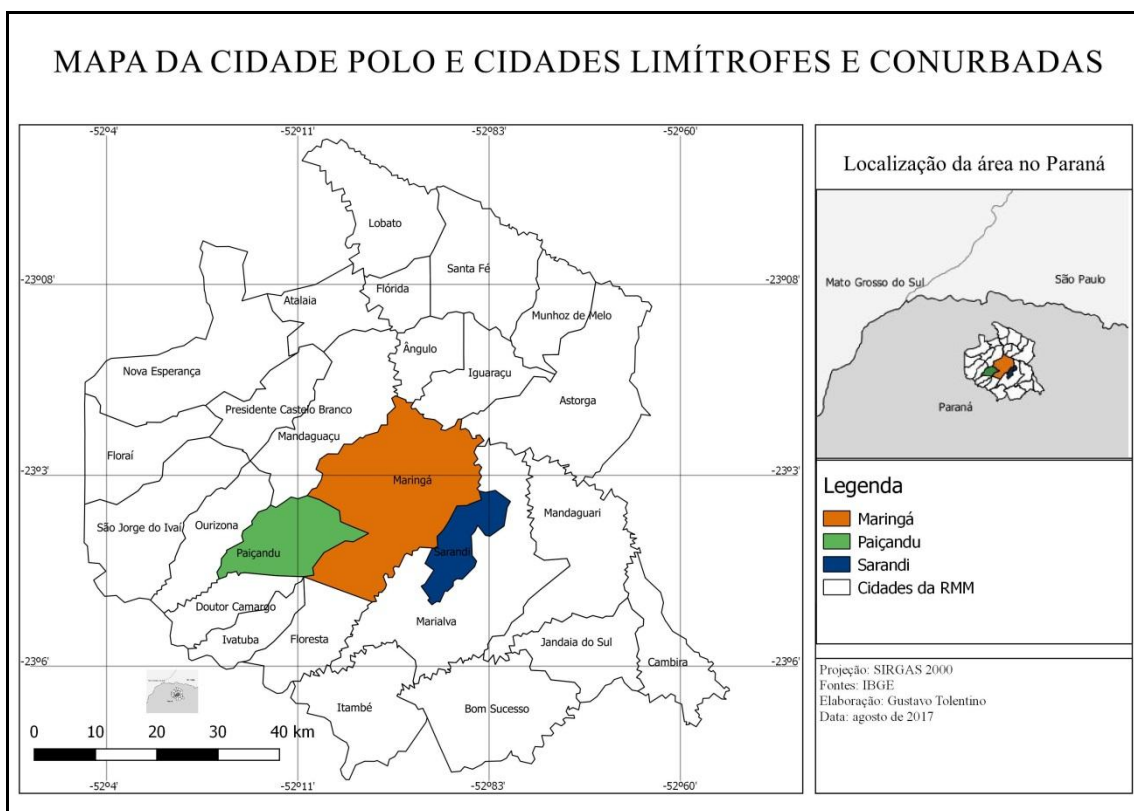 MAPA DA CIDADE POLO E CIDADES LIMÍTROFES E CONURBADAS
-52º4' -52º11' -52º83' -52º60'
Lobato
-23º08' Santa Fé -23º08'
Flórida
Atalaia
Munhoz de Melo
Ângulo
Nova Esperança
Iguaraçu
Astorga
Presidente Castelo Branco
Mandaguaçu
Floraí
-23º3' Maringá -23º3'
Mandaguari
São Jorge do Ivaí
Ourizona
Paiçandu
Sarandi
Doutor Camargo
Marialva
Ivatuba
Floresta
Jandaia do Sul
Cambira
-23º6' -23º6'
Itambé
Bom Sucesso
0 10 20 30 40 km
-52º4' -52º11' -52º83' -52º60'
Localização da área no Paraná
Mato Grosso do Sul
São Paulo
Paraná
Legenda
Maringá
Paiçandu
Sarandi
Cidades da RMM
Projeção: SIRGAS 2000
Fontes: IBGE
Elaboração: Gustavo Tolentino
Data: agosto de 2017